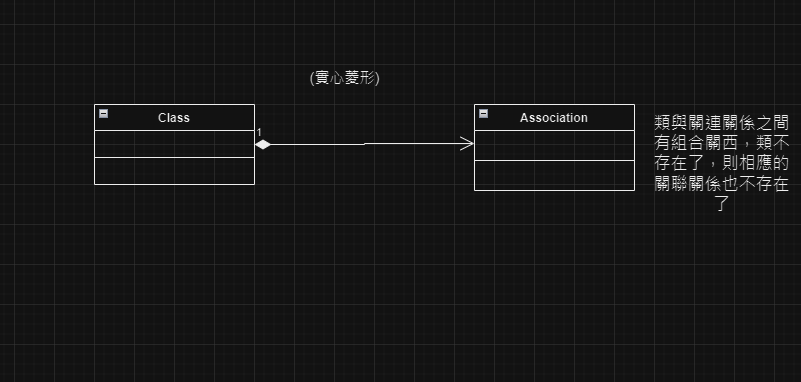 (實心菱形)
Class
1
Association
類與關連關係之間
有組合關西，類不
存在了，則相應的
關聯關係也不存在
了